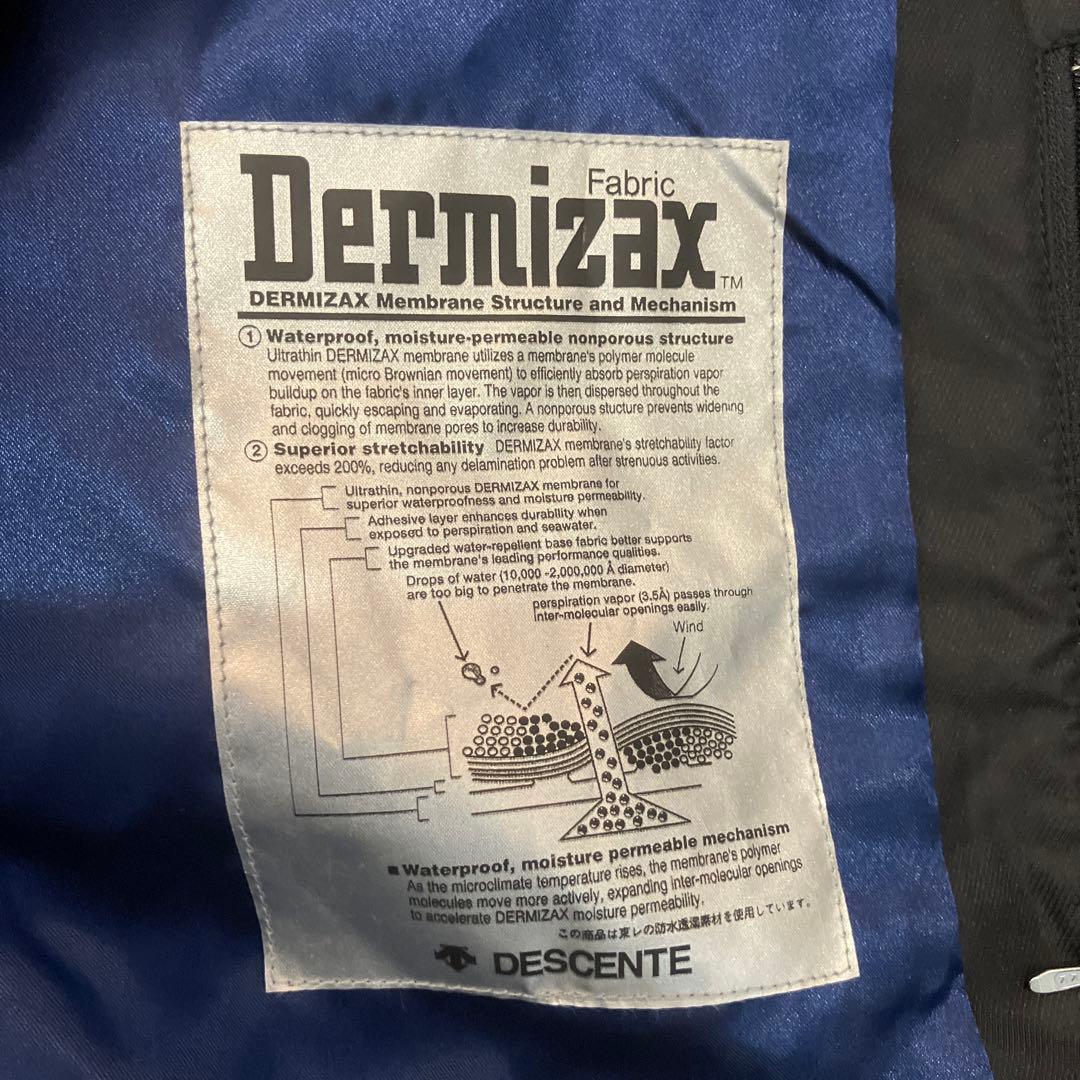 Fabric
Dermizax™
DERMIZAX Membrane Structure and Mechanism
① Waterproof, moisture-permeable nonporous structure
Ultrathin DERMIZAX membrane utilizes a membrane's polymer molecule
movement (micro Brownian movement) to efficiently absorb perspiration vapor
buildup on the fabric's inner layer. The vapor is then dispersed throughout the
fabric, quickly escaping and evaporating. A nonporous stucture prevents widening
and clogging of membrane pores to increase durability.
② Superior stretchability DERMIZAX membrane's stretchability factor
exceeds 200%, reducing any delamination problem after strenuous activities.
Ultrathin, nonporous DERMIZAX membrane for
superior waterproofness and moisture permeability.
Adhesive layer enhances durability when
exposed to perspiration and seawater.
Upgraded water-repellent base fabric better supports
the membrane's leading performance qualities.
Drops of water (10,000 -2,000,000 Å diameter)
are too big to penetrate the membrane.
perspiration vapor (3.5Å) passes through
inter-molecular openings easily.
Wind
■ Waterproof, moisture permeable mechanism
As the microclimate temperature rises, the membrane's polymer
molecules move more actively, expanding inter-molecular openings
to accelerate DERMIZAX moisture permeability.
この商品は東レの防水透湿素材を使用しています。
DESCENTE